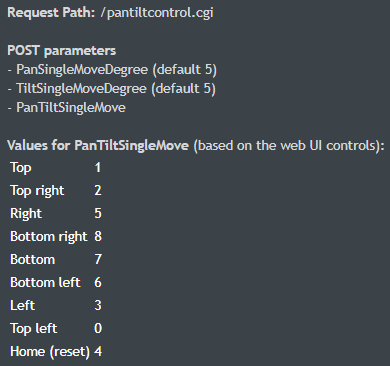 Request Path: /pantiltcontrol.cgi
POST parameters
- PanSingleMoveDegree (default 5)
- TiltSingleMoveDegree (default 5)
- PanTiltSingleMove
Values for PanTiltSingleMove (based on the web UI controls):
Top 1
Top right 2
Right 5
Bottom right 8
Bottom 7
Bottom left 6
Left 3
Top left 0
Home (reset) 4